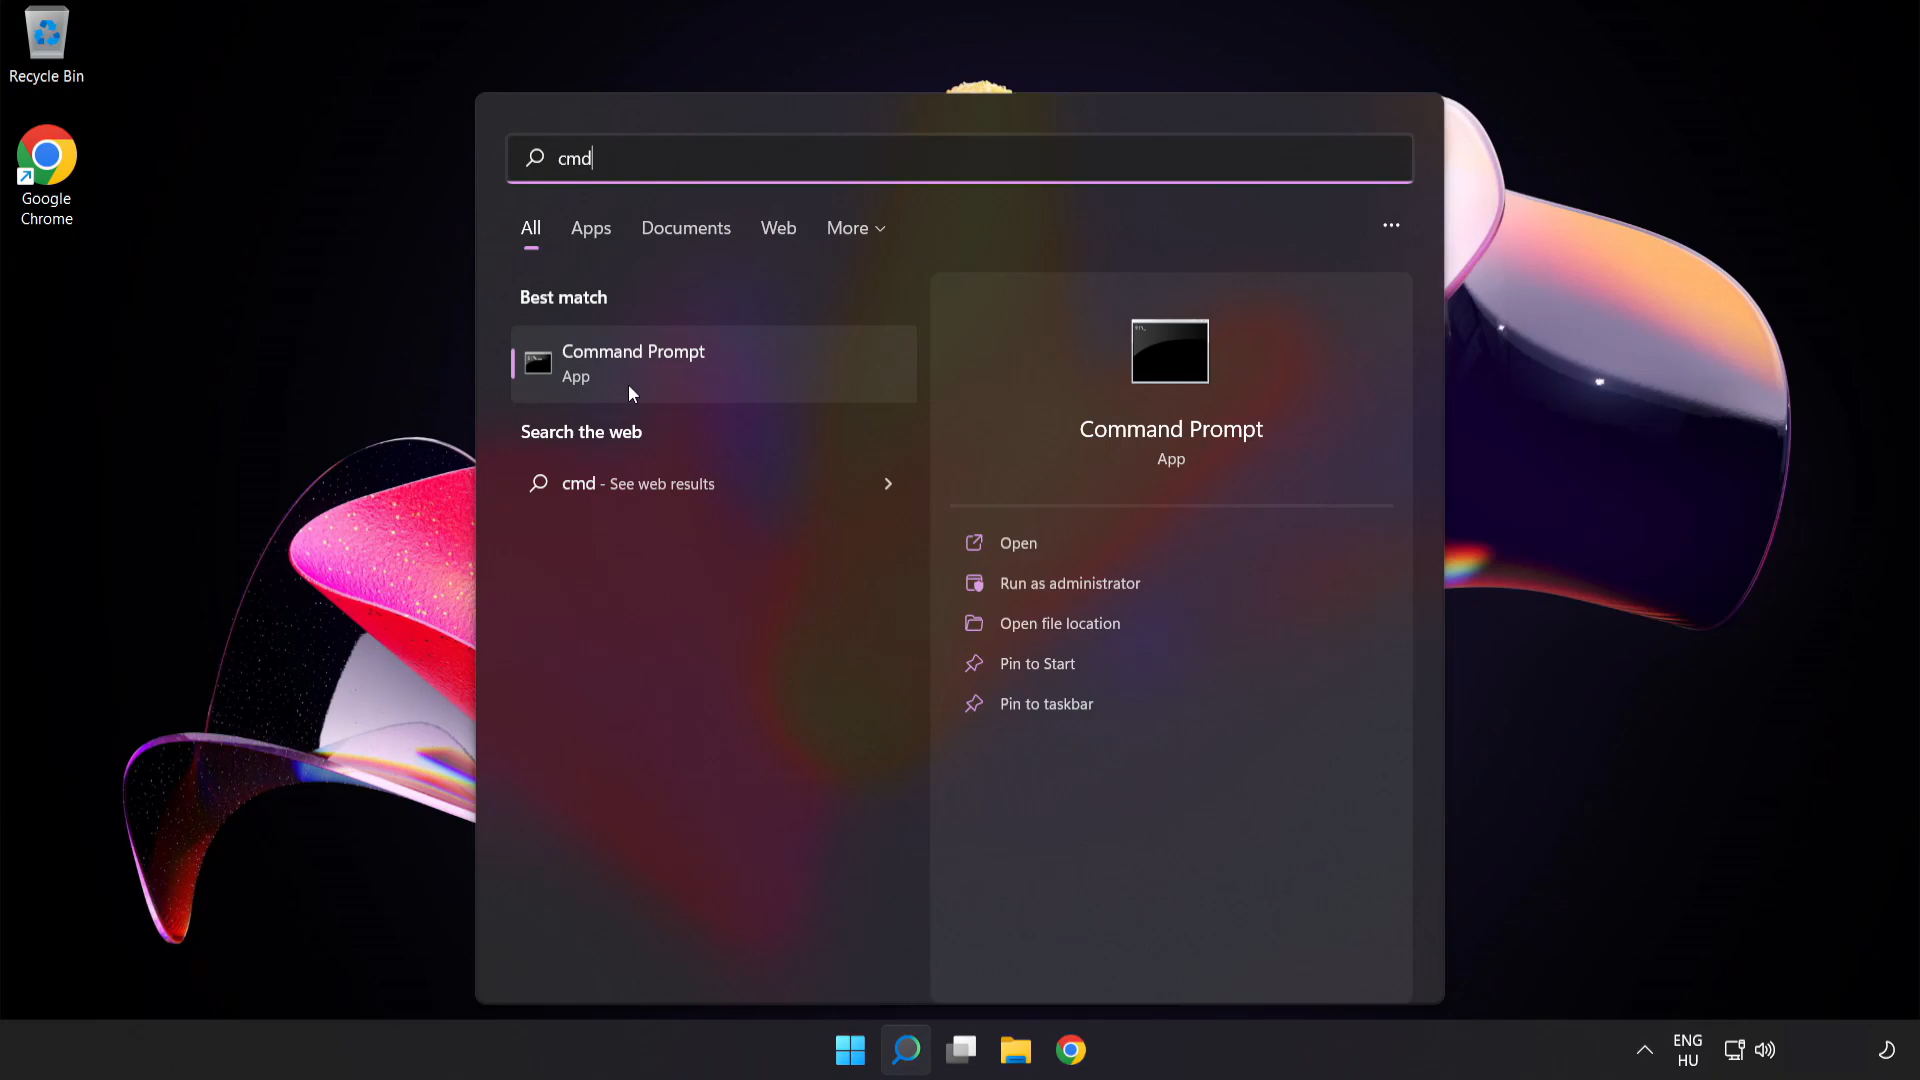 Recycle Bin
Google
Chrome
cmd
All Apps Documents Web More
Best match
Command Prompt
App
Search the web
cmd - See web results
Command Prompt
App
Open
Run as administrator
Open file location
Pin to Start
Pin to taskbar
ENG
HU